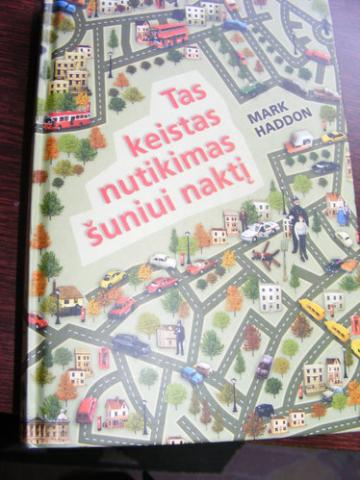 Tas
keistas
nutikimas
šuniui naktį
MARK
HADDON